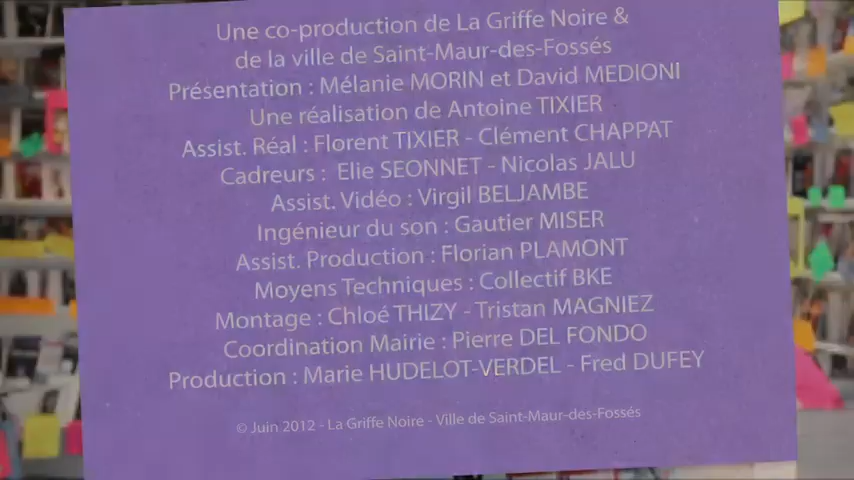 Une co-production de La Griffe Noire &
de la ville de Saint-Maur-des-Fossés
Présentation : Mélanie MORIN et David MEDIONI
Une réalisation de Antoine TIXIER
Assist. Réal : Florent TIXIER - Clément CHAPPAT
Cadreurs : Elie SEONNET - Nicolas JALU
Assist. Vidéo : Virgil BELJAMBE
Ingénieur du son : Gautier MISER
Assist. Production : Florian PLAMONT
Moyens Techniques : Collectif BKE
Montage : Chloé THIZY - Tristan MAGNIEZ
Coordination Mairie : Pierre DEL FONDO
Production : Marie HUDELOT-VERDEL - Fred DUFEY
© Juin 2012 - La Griffe Noire - Ville de Saint-Maur-des-Fossés